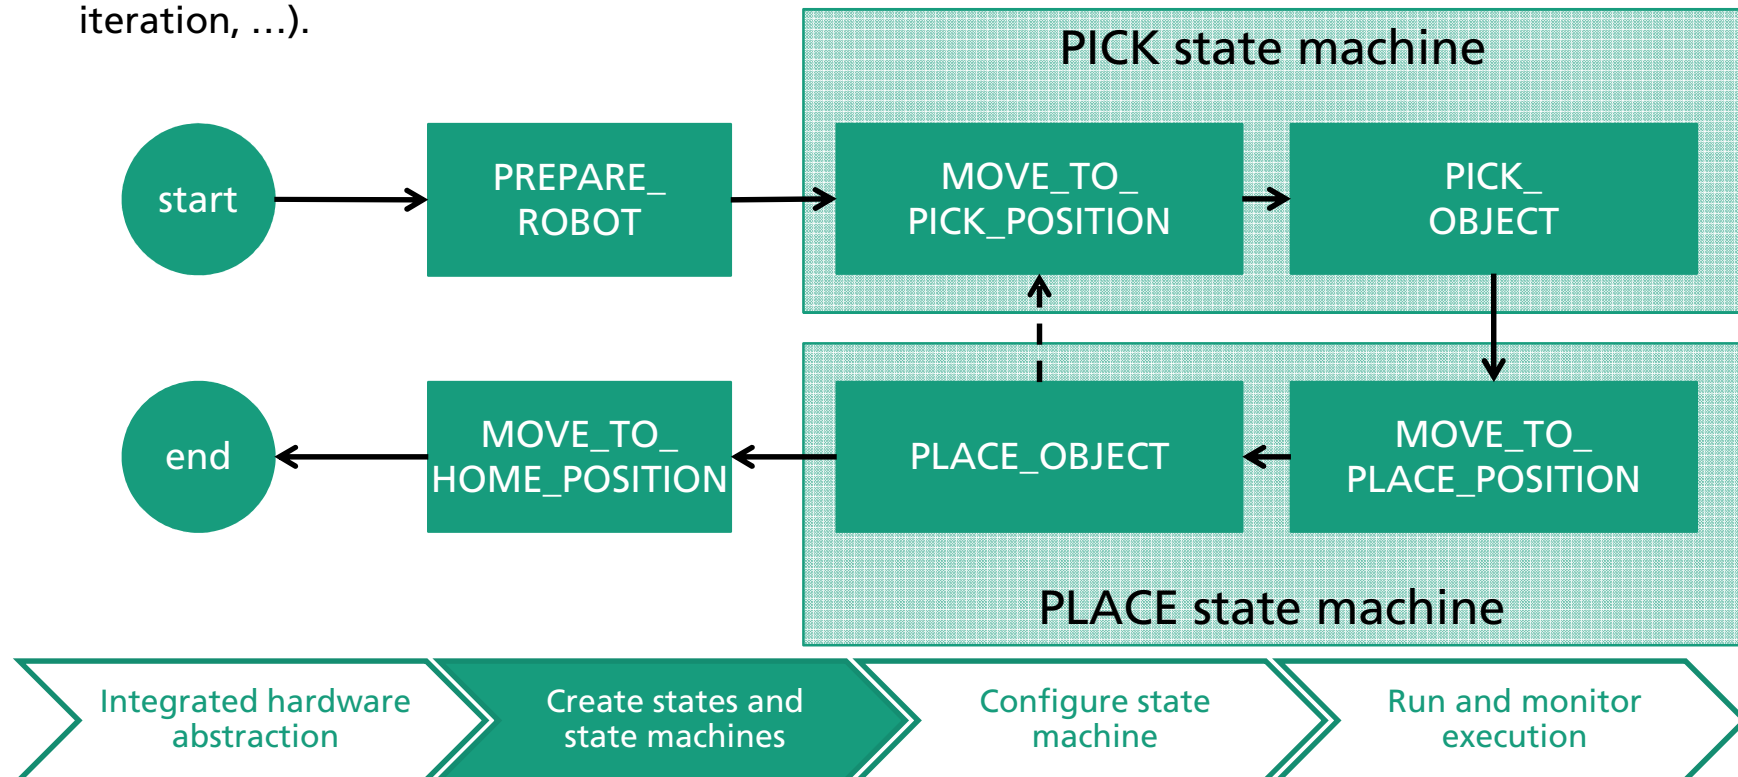 iteration, ...).
PICK state machine
start
PREPARE_
ROBOT
MOVE_TO_
PICK_POSITION
PICK_
OBJECT
end
MOVE_TO_
HOME_POSITION
PLACE_OBJECT
MOVE_TO_
PLACE_POSITION
PLACE state machine
Integrated hardware
abstraction
Create states and
state machines
Configure state
machine
Run and monitor
execution